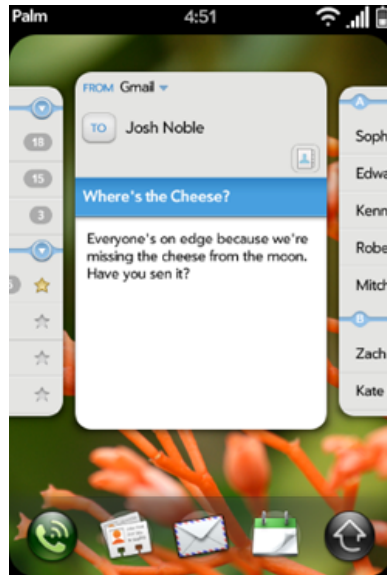 Palm 4:51
FROM Gmail
TO Josh Noble
Where's the Cheese?
Everyone's on edge because we're
missing the cheese from the moon.
Have you sen it?
18
15
3
A
Soph
Edwa
Kenn
Robe
Mitch
B
Zach
Kate